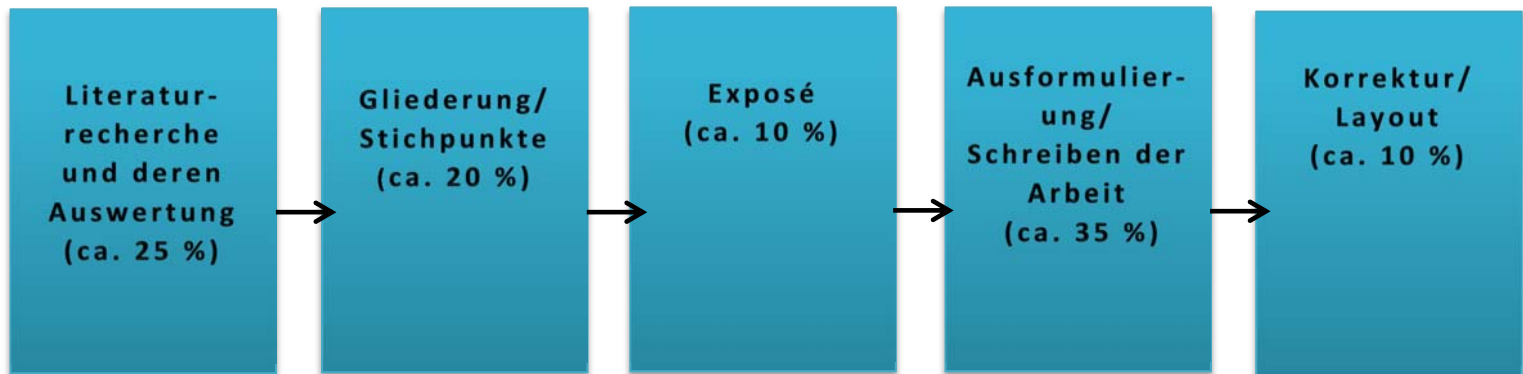 Literatur-
recherche
und deren
Auswertung
(ca. 25 %)
Gliederung/
Stichpunkte
(ca. 20 %)
Exposé
(ca. 10 %)
Ausformulier-
ung/
Schreiben der
Arbeit
(ca. 35 %)
Korrektur/
Layout
(ca. 10 %)